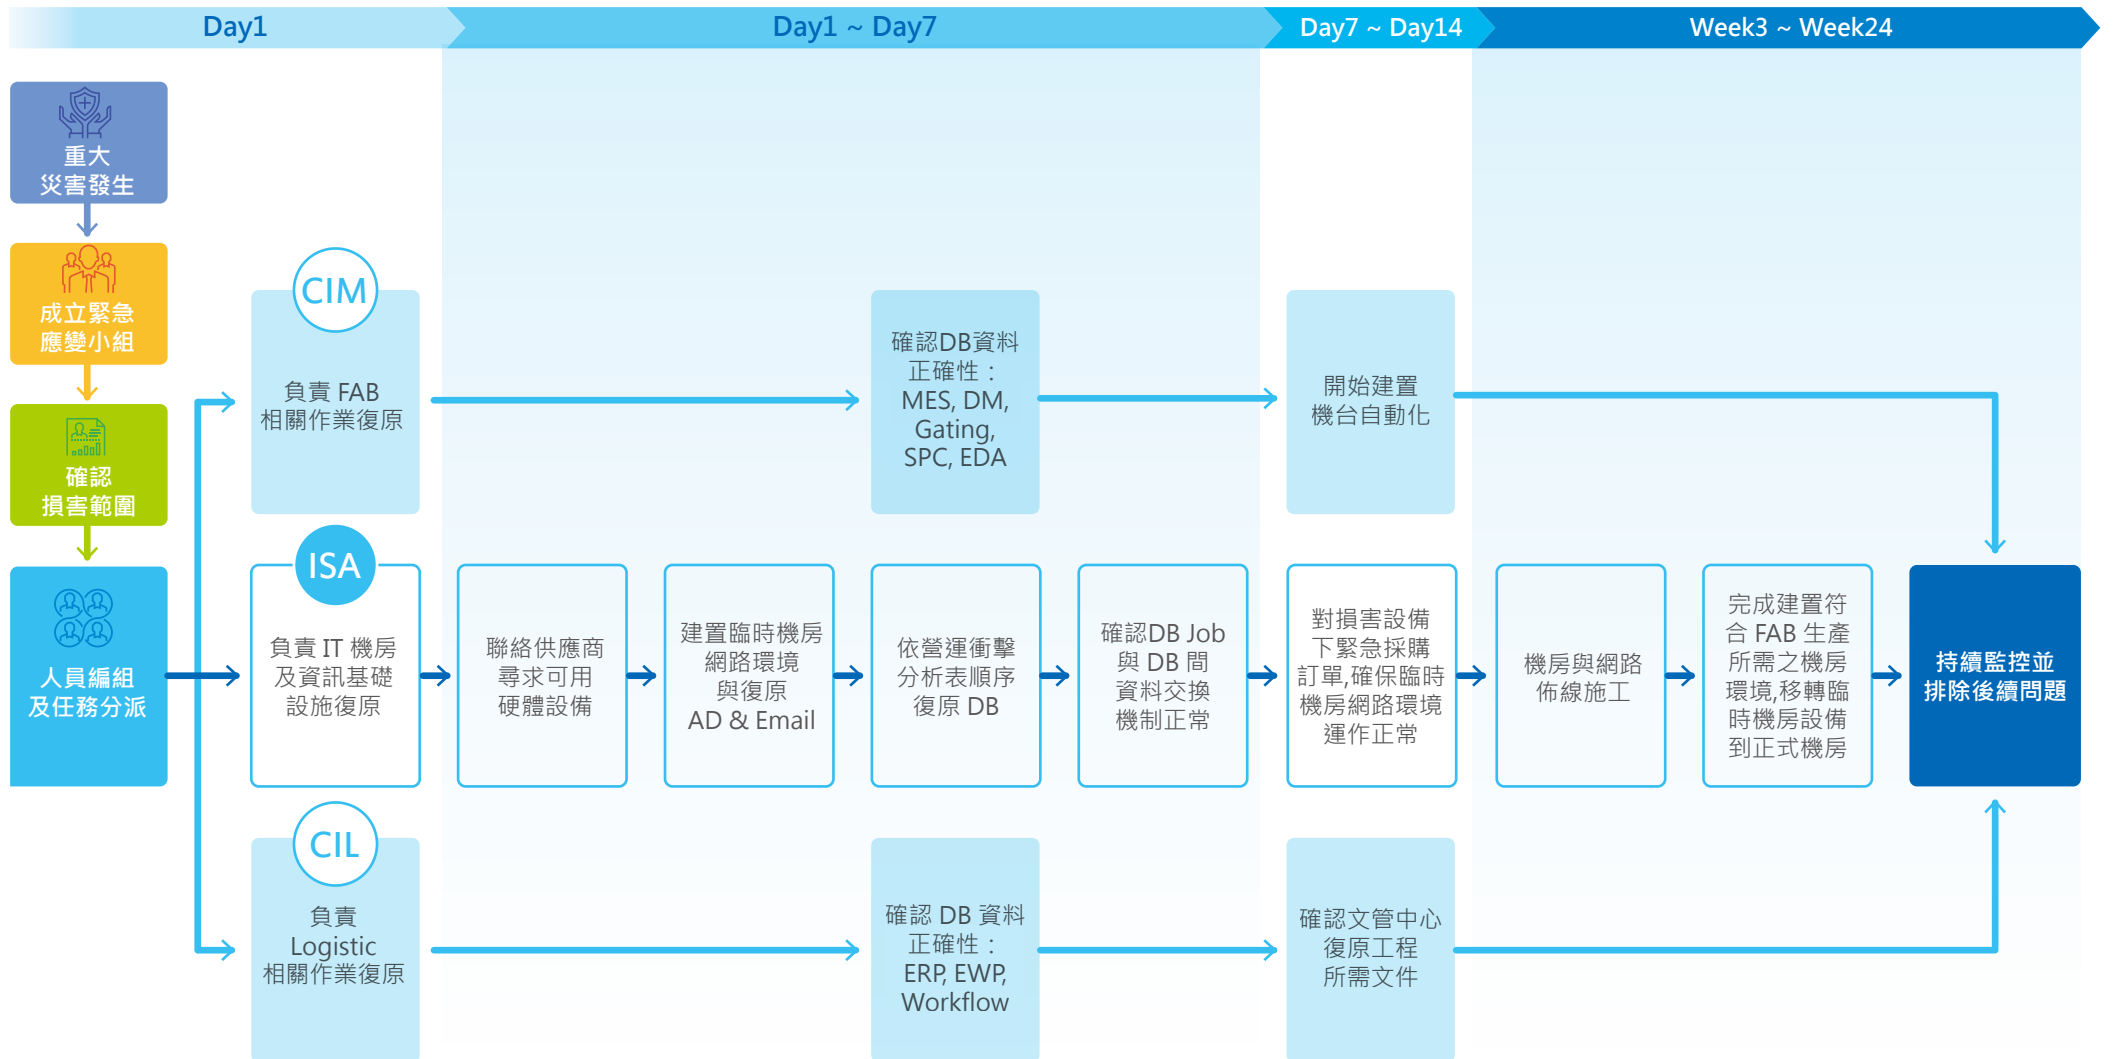 Day1
Day1 ~ Day7
Day7 ~ Day14
Week3 ~ Week24
重大
災害發生
成立緊急
應變小組
確認
損害範圍
人員編組
及任務分派
CIM
負責 FAB
相關作業復原
確認DB資料
正確性：
MES, DM,
Gating,
SPC, EDA
開始建置
機台自動化
ISA
負責 IT 機房
及資訊基礎
設施復原
聯絡供應商
尋求可用
硬體設備
建置臨時機房
網路環境
與復原
AD & Email
依營運衝擊
分析表順序
復原 DB
確認DB Job
與 DB 間
資料交換
機制正常
對損害設備
下緊急採購
訂單,確保臨時
機房網路環境
運作正常
機房與網路
佈線施工
完成建置符
合 FAB 生產
所需之機房
環境,移轉臨
時機房設備
到正式機房
持續監控並
排除後續問題
CIL
負責
Logistic
相關作業復原
確認 DB 資料
正確性：
ERP, EWP,
Workflow
確認文管中心
復原工程
所需文件